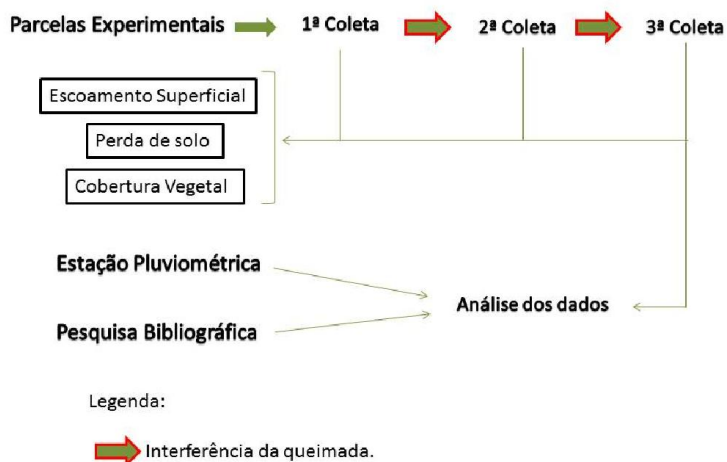 Parcelas Experimentais
1ª Coleta
2ª Coleta
3ª Coleta
Escoamento Superficial
Perda de solo
Cobertura Vegetal
Estação Pluviométrica
Análise dos dados
Pesquisa Bibliográfica
Legenda:
Interferência da queimada.